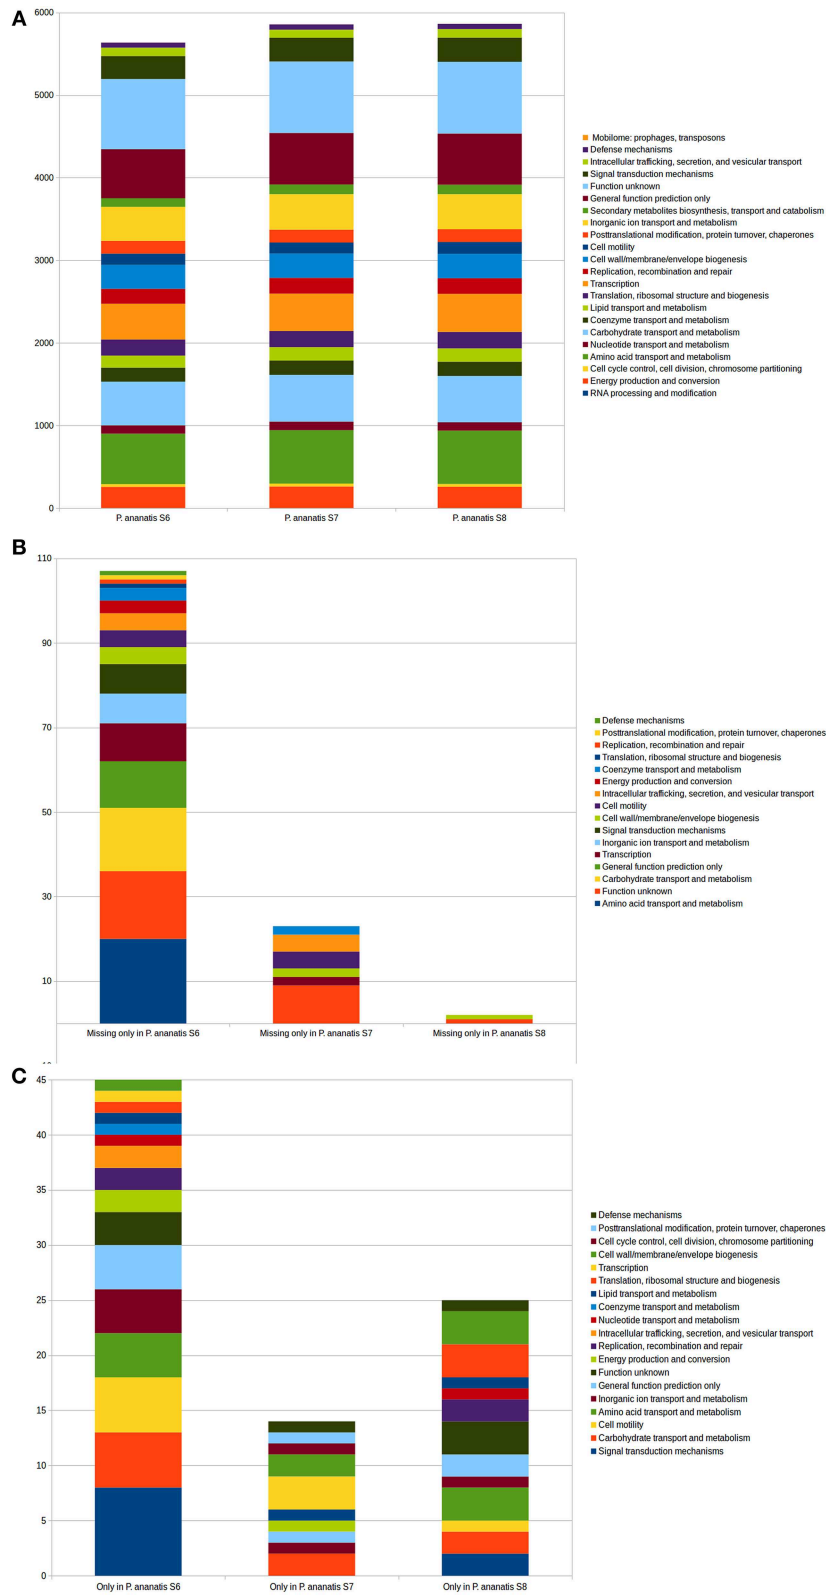 A
6000
5000
4000
3000
2000
1000
0
P. ananatis S6
P. ananatis S7
P. ananatis S8
Mobilome: prophages, transposons
Defense mechanisms
Intracellular trafficking, secretion, and vesicular transport
Signal transduction mechanisms
Function unknown
General function prediction only
Secondary metabolites biosynthesis, transport and catabolism
Inorganic ion transport and metabolism
Posttranslational modification, protein turnover, chaperones
Cell motility
Cell wall/membrane/envelope biogenesis
Replication, recombination and repair
Transcription
Translation, ribosomal structure and biogenesis
Lipid transport and metabolism
Coenzyme transport and metabolism
Carbohydrate transport and metabolism
Nucleotide transport and metabolism
Amino acid transport and metabolism
Cell cycle control, cell division, chromosome partitioning
Energy production and conversion
RNA processing and modification
B
110
90
70
50
30
10
Missing only in P. ananatis S6
Missing only in P. ananatis S7
Missing only in P. ananatis S8
Defense mechanisms
Posttranslational modification, protein turnover, chaperones
Replication, recombination and repair
Translation, ribosomal structure and biogenesis
Coenzyme transport and metabolism
Energy production and conversion
Intracellular trafficking, secretion, and vesicular transport
Cell motility
Cell wall/membrane/envelope biogenesis
Signal transduction mechanisms
Inorganic ion transport and metabolism
Transcription
General function prediction only
Carbohydrate transport and metabolism
Function unknown
Amino acid transport and metabolism
C
45
40
35
30
25
20
15
10
5
0
Only in P. ananatis S6
Only in P. ananatis S7
Only in P. ananatis S8
Defense mechanisms
Posttranslational modification, protein turnover, chaperones
Cell cycle control, cell division, chromosome partitioning
Cell wall/membrane/envelope biogenesis
Transcription
Translation, ribosomal structure and biogenesis
Lipid transport and metabolism
Coenzyme transport and metabolism
Nucleotide transport and metabolism
Intracellular trafficking, secretion, and vesicular transport
Replication, recombination and repair
Energy production and conversion
Function unknown
General function prediction only
Inorganic ion transport and metabolism
Amino acid transport and metabolism
Cell motility
Carbohydrate transport and metabolism
Signal transduction mechanisms